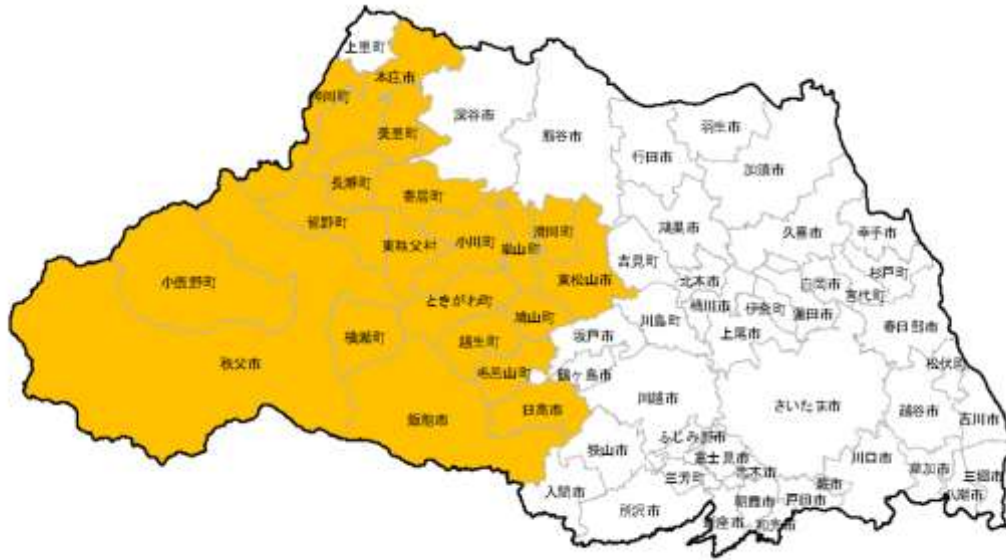 上里町
本庄市
神川町
美里町
深谷市
熊谷市
羽生市
行田市
加須市
長瀞町
寄居町
皆野町
東秩父村
小川町
嵐山町
滑川町
鴻巣市
久喜市
幸手市
吉見町
小鹿野町
東松山市
北本市
白岡市
杉戸町
宮代町
ときがわ町
桶川市
伊奈町
蓮田市
鳩山町
川島町
春日部市
横瀬町
越生町
坂戸市
上尾市
秩父市
毛呂山町
鶴ヶ島市
松伏町
川越市
さいたま市
越谷市
飯能市
日高市
吉川市
ふじみ野市
狭山市
富士見市
川口市
三芳町
志木市
草加市
三郷市
蕨市
入間市
朝霞市
戸田市
八潮市
所沢市
新座市
和光市